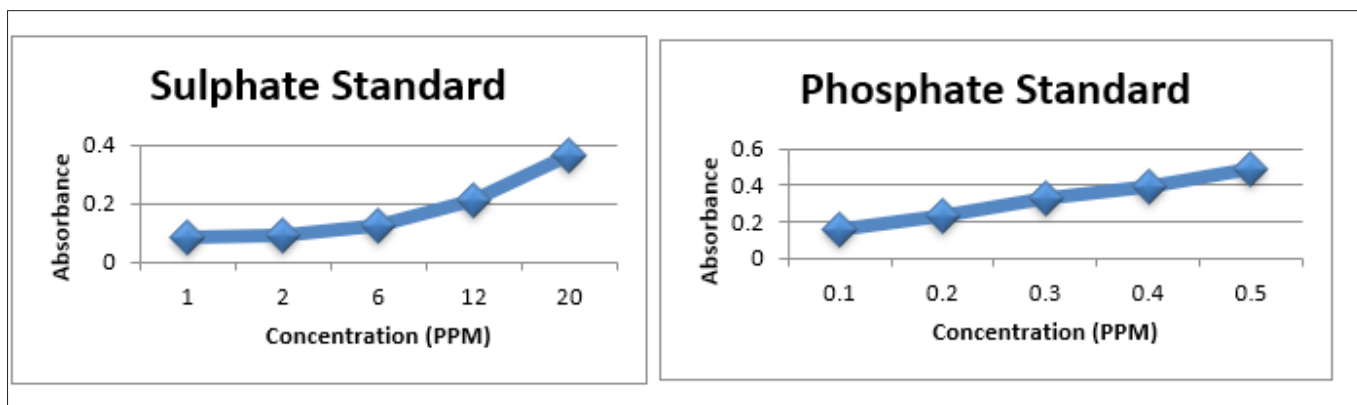 Sulphate Standard
Absorbance
0.4
0.2
0
1 2 6 12 20
Concentration (PPM)
Phosphate Standard
Absorbance
0.6
0.4
0.2
0
0.1 0.2 0.3 0.4 0.5
Concentration (PPM)